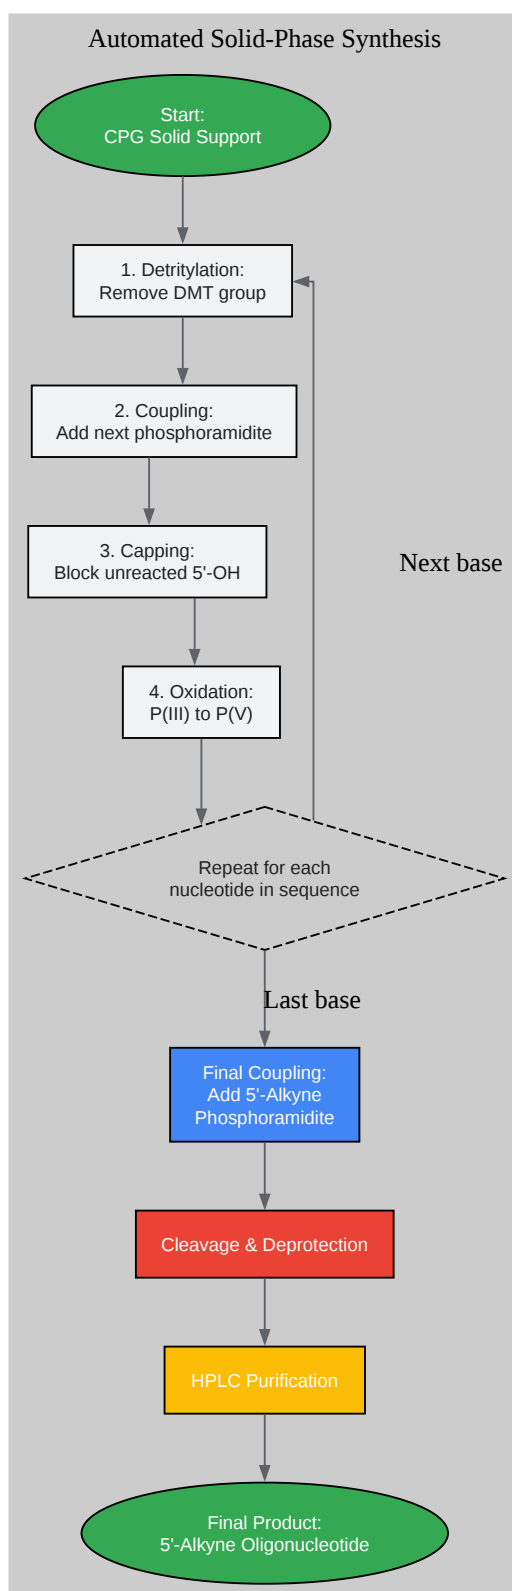 Automated Solid-Phase Synthesis
Start:
CPG Solid Support
1. Detritylation:
Remove DMT group
2. Coupling:
Add next phosphoramidite
3. Capping:
Block unreacted 5'-OH
Next base
4. Oxidation:
P(III) to P(V)
Repeat for each
nucleotide in sequence
Last base
Final Coupling:
Add 5'-Alkyne
Phosphoramidite
Cleavage & Deprotection
HPLC Purification
Final Product:
5'-Alkyne Oligonucleotide